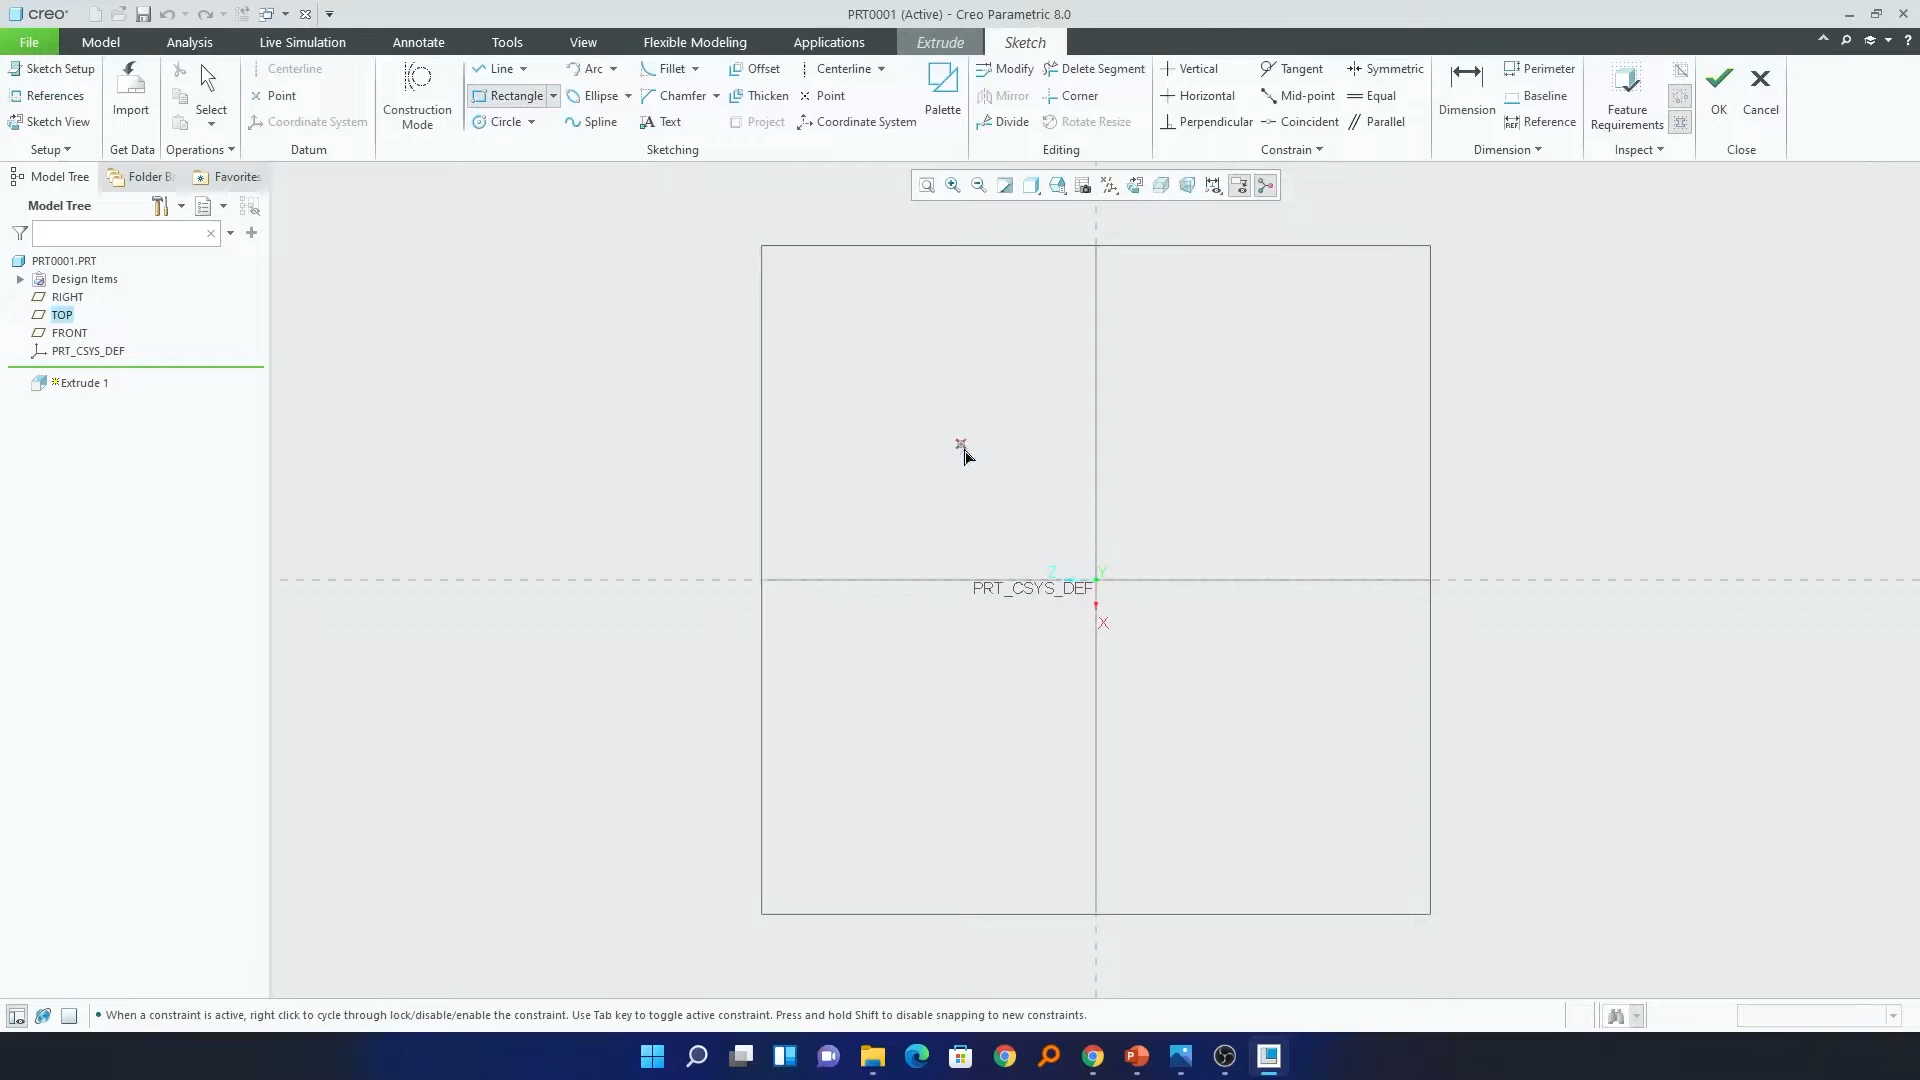 creo
PRT0001 (Active) - Creo Parametric 8.0
File Model Analysis Live Simulation Annotate Tools View Flexible Modeling Applications Extrude Sketch
Sketch Setup
References
Sketch View
Setup
Import
Get Data
Select
Operations
Centerline
Point
Coordinate System
Datum
Construction
Mode
Line Arc Fillet Offset Centerline
Rectangle Ellipse Chamfer Thicken Point
Circle Spline Text Project Coordinate System
Palette
Sketching
Modify Delete Segment
Mirror Corner
Divide Rotate Resize
Editing
Vertical Tangent Symmetric
Horizontal Mid-point Equal
Perpendicular Coincident Parallel
Constrain
Dimension
Perimeter
Baseline
Reference
Dimension
Feature
Requirements
Inspect
OK
Cancel
Close
Model Tree Folder B Favorites
Model Tree
PRT0001.PRT
Design Items
RIGHT
TOP
FRONT
PRT_CSYS_DEF
Extrude 1
Z
Y
PRT_CSYS_DEF
X
• When a constraint is active, right click to cycle through lock/disable/enable the constraint. Use Tab key to toggle active constraint. Press and hold Shift to disable snapping to new constraints.